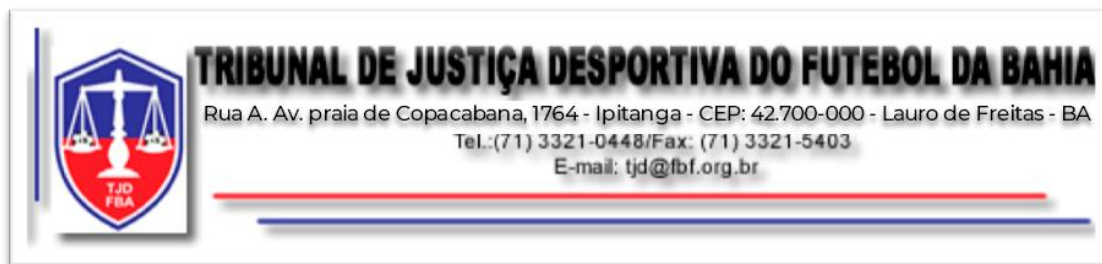 TRIBUNAL DE JUSTIÇA DESPORTIVA DO FUTEBOL DA BAHIA
Rua A. Av. praia de Copacabana, 1764 - Ipitanga - CEP: 42.700-000 - Lauro de Freitas - BA
Tel.:(71) 3321-0448/Fax: (71) 3321-5403
E-mail: tjd@fbf.org.br
TJD
FBA